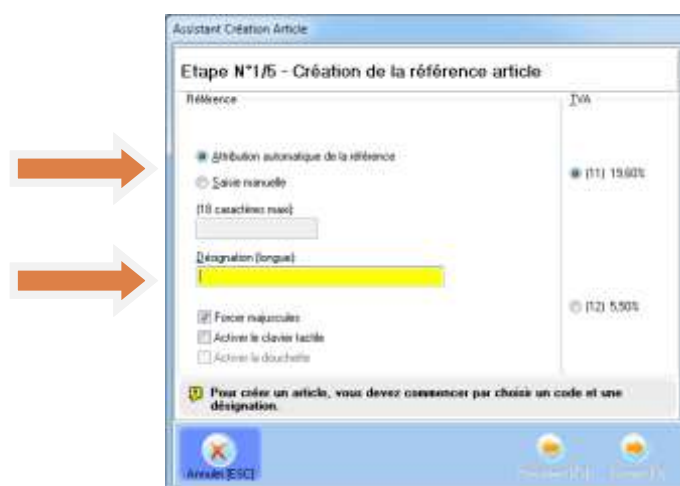 Assistant Création Article
Etape N°1/5 - Création de la référence article
Référence
TVA
Attribution automatique de la référence
Saisie manuelle
(11) 19,60%
(18 caractères maxi)
Désignation (longue)
(12) 5,50%
Forcer majuscules
Activer le clavier tactile
Activer la douchette
Pour créer un article, vous devez commencer par choisir un code et une
désignation.
Annuler [ESC]